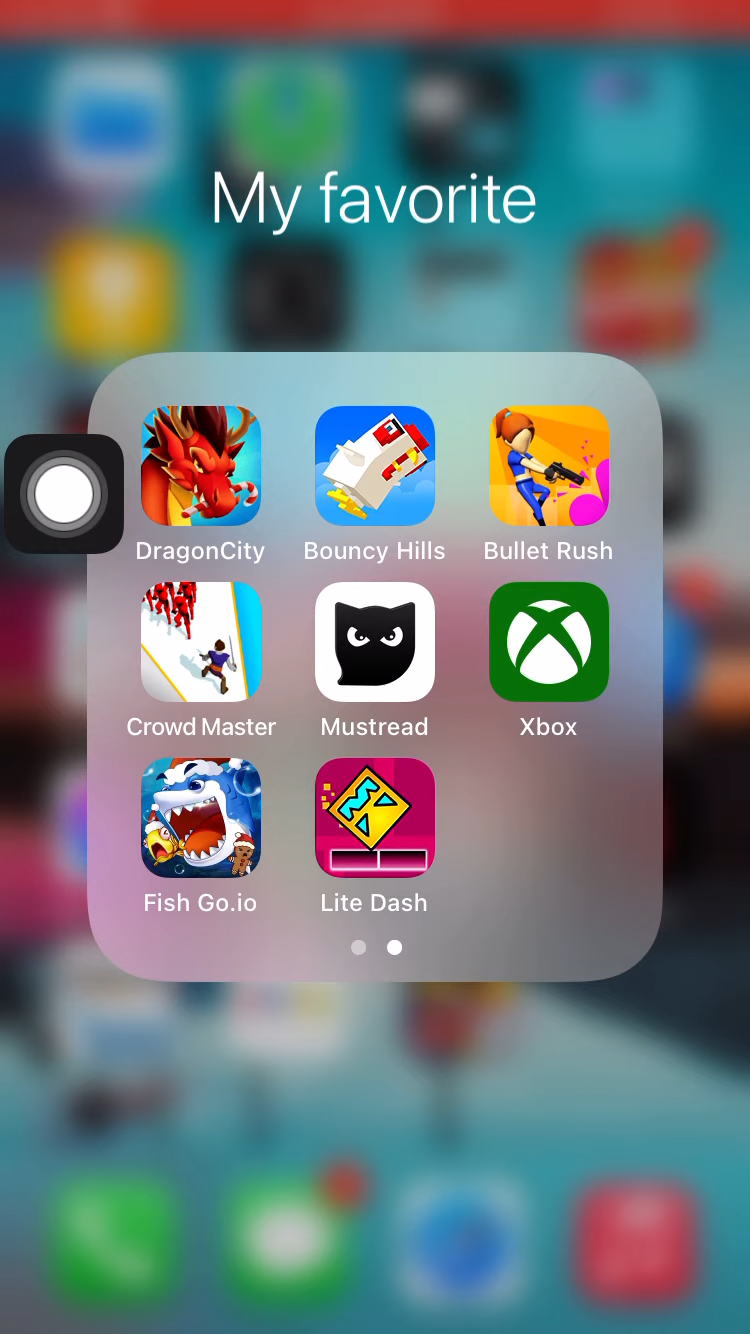 My favorite
DragonCity
Bouncy Hills
Bullet Rush
Crowd Master
Mustread
Xbox
Fish Go.io
Lite Dash